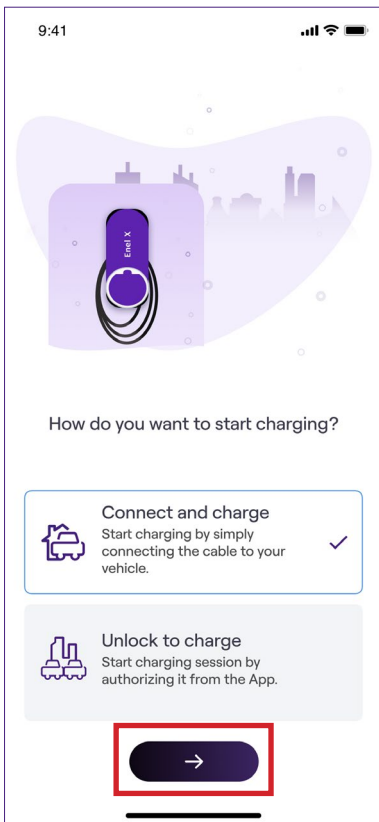 9:41
Enel X
How do you want to start charging?
Connect and charge
Start charging by simply
connecting the cable to your
vehicle.
Unlock to charge
Start charging session by
authorizing it from the App.